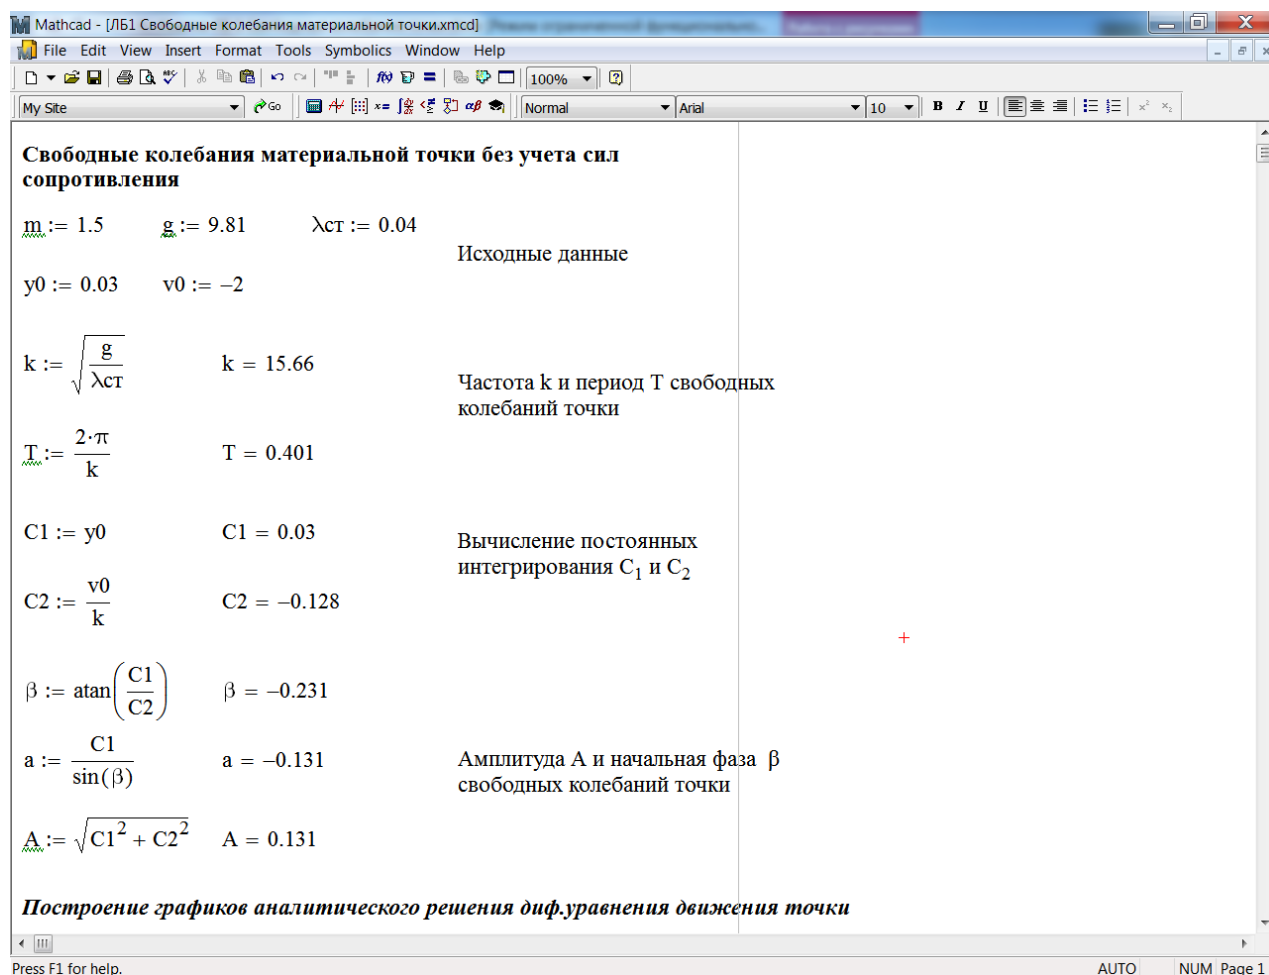 Mathcad - [ЛБ1 Свободные колебания материальной точки.xmcd]
File Edit View Insert Format Tools Symbolics Window Help
100%
My Site Go Normal Arial 10 B I U
Свободные колебания материальной точки без учета сил
сопротивления
m := 1.5 g := 9.81 λст := 0.04
Исходные данные
y0 := 0.03 v0 := −2
k := √(g/λст) k = 15.66
Частота k и период T свободных
колебаний точки
T := 2·π/k T = 0.401
C1 := y0 C1 = 0.03
Вычисление постоянных
интегрирования C₁ и C₂
C2 := v0/k C2 = −0.128
β := atan(C1/C2) β = −0.231
a := C1/sin(β) a = −0.131
Амплитуда А и начальная фаза β
свободных колебаний точки
A := √(C1² + C2²) A = 0.131
Построение графиков аналитического решения диф.уравнения движения точки
Press F1 for help. AUTO NUM Page 1